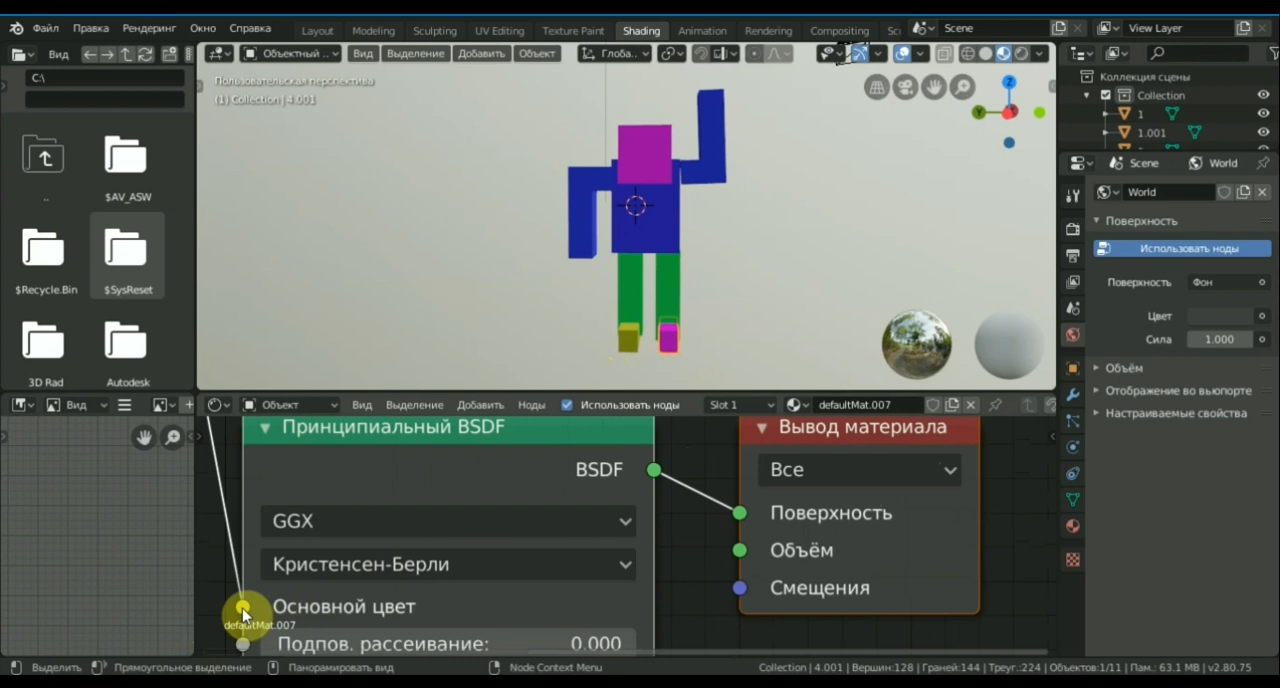 Файл Правка Рендеринг Окно Справка Layout Modeling Sculpting UV Editing Texture Paint Shading Animation Rendering Compositing Sc Scene View Layer
Вид Объектный .. Вид Выделение Добавить Объект Глоба..
C:\ Пользовательская перспектива
(1) Collection | 4.001
Коллекция сцены
Collection
1
1.001
Z
Y
.. $AV_ASW
$Recycle.Bin $SysReset
3D Rad Autodesk
Scene World
World
Поверхность
Использовать ноды
Поверхность Фон
Цвет
Сила 1.000
Объём
Отображение во вьюпорте
Настраиваемые свойства
Вид Объект Вид Выделение Добавить Ноды Использовать ноды Slot 1 defaultMat.007
Принципиальный BSDF
BSDF
GGX
Кристенсен-Берли
Основной цвет
defaultMat.007
Подпов. рассеивание: 0.000
Вывод материала
Все
Поверхность
Объём
Смещения
Выделить Прямоугольное выделение Панорамировать вид Node Context Menu Collection | 4.001 | Вершин:128 | Граней:144 | Треуг.:224 | Объектов:1/11 | Пам.: 63.1 MB | v2.80.75